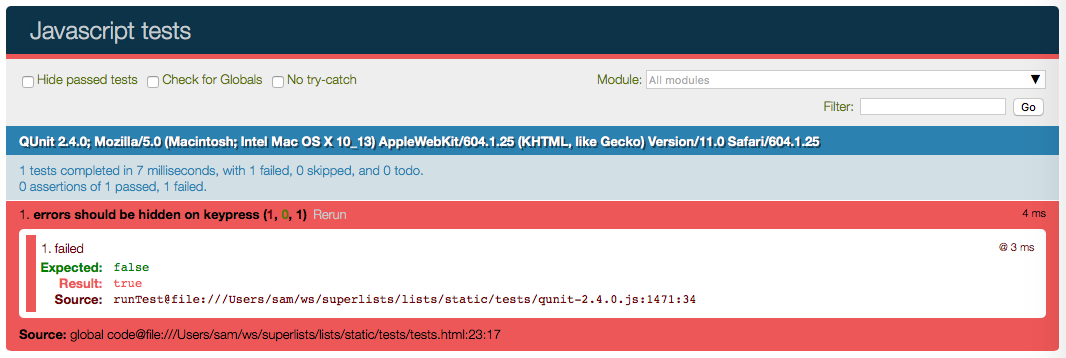 Javascript tests
Hide passed tests Check for Globals No try-catch Module: All modules ▼
Filter: Go
QUnit 2.4.0; Mozilla/5.0 (Macintosh; Intel Mac OS X 10_13) AppleWebKit/604.1.25 (KHTML, like Gecko) Version/11.0 Safari/604.1.25
1 tests completed in 7 milliseconds, with 1 failed, 0 skipped, and 0 todo.
0 assertions of 1 passed, 1 failed.
1. errors should be hidden on keypress (1, 0, 1) Rerun 4 ms
1. failed @ 3 ms
Expected: false
Result: true
Source: runTest@file:///Users/sam/ws/superlists/lists/static/tests/qunit-2.4.0.js:1471:34
Source: global code@file:///Users/sam/ws/superlists/lists/static/tests/tests.html:23:17